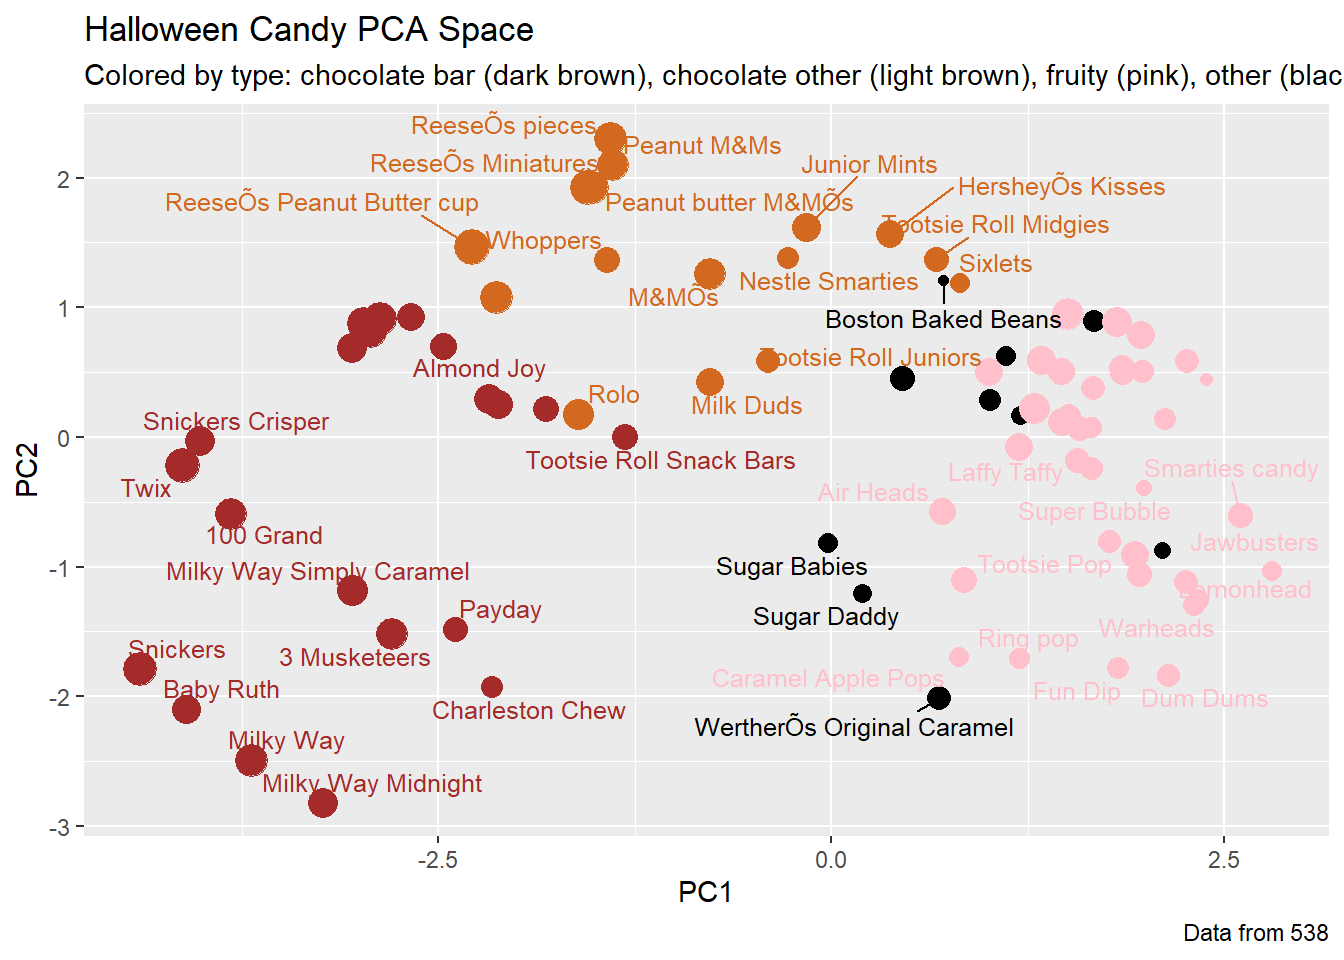 Halloween Candy PCA Space
Colored by type: chocolate bar (dark brown), chocolate other (light brown), fruity (pink), other (blac
ReeseÕs pieces
Peanut M&Ms
ReeseÕs Miniatures
Junior Mints
HersheyÕs Kisses
ReeseÕs Peanut Butter cup
Peanut butter M&MÕs
Tootsie Roll Midgies
Whoppers
Sixlets
Nestle Smarties
M&MÕs
Boston Baked Beans
Tootsie Roll Juniors
Almond Joy
Rolo
Milk Duds
Snickers Crisper
Tootsie Roll Snack Bars
Smarties candy
Laffy Taffy
Twix
Air Heads
Super Bubble
100 Grand
Jawbusters
Tootsie Pop
Sugar Babies
Milky Way Simply Caramel
Lemonhead
Payday
Sugar Daddy
Warheads
Ring pop
Snickers
3 Musketeers
Caramel Apple Pops
Baby Ruth
Fun Dip
Dum Dums
Charleston Chew
WertherÕs Original Caramel
Milky Way
Milky Way Midnight
2
1
0
-1
-2
-3
PC2
-2.5
0.0
2.5
PC1
Data from 538